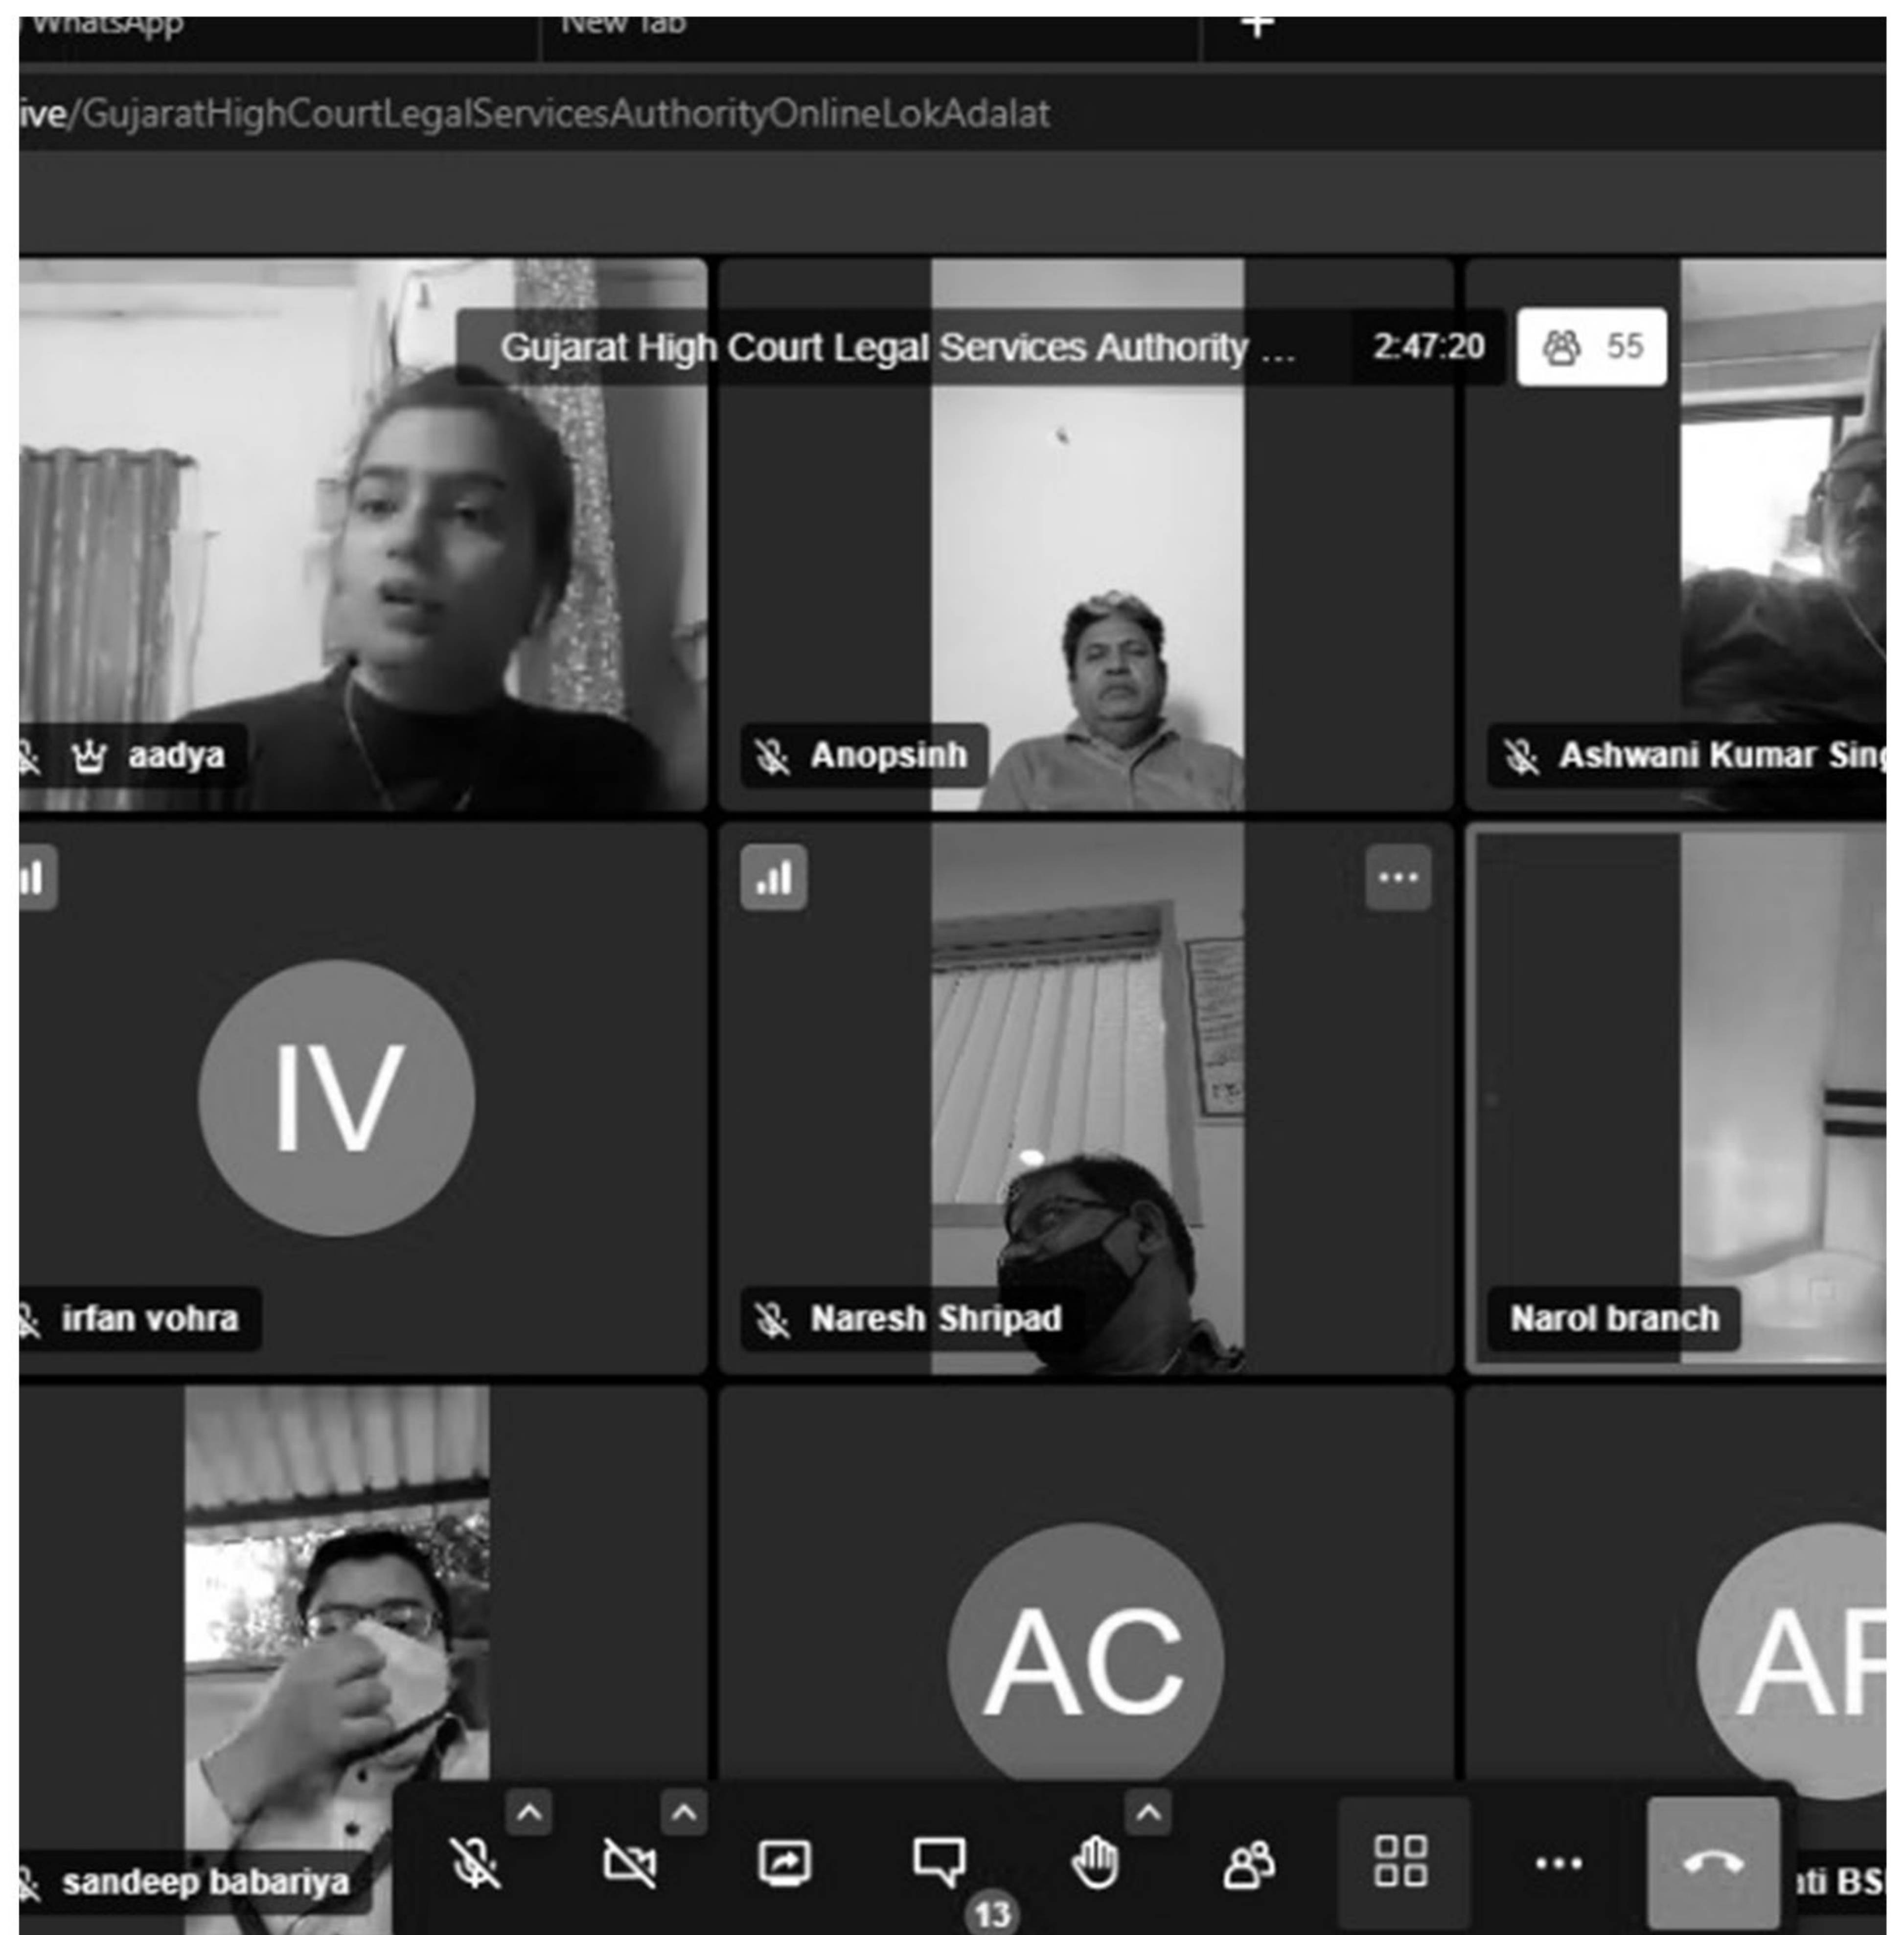 WhatsApp
New Tab
ive/GujaratHighCourtLegalServicesAuthorityOnlineLokAdalat
Gujarat High Court Legal Services Authority ... 2:47:20 55
aadya
Anopsinh
Ashwani Kumar Sing
IV
irfan vohra
Naresh Shripad
Narol branch
AC
sandeep babariya
13
ati BS